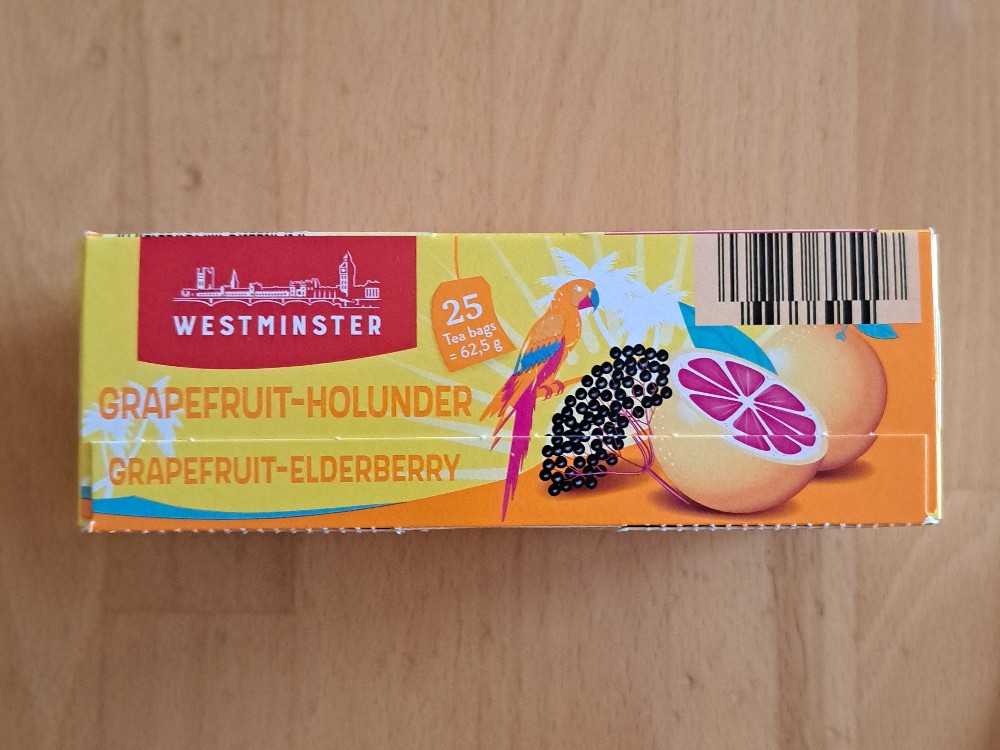 WESTMINSTER
25
Tea bags
= 62,5 g
GRAPEFRUIT-HOLUNDER
GRAPEFRUIT-ELDERBERRY